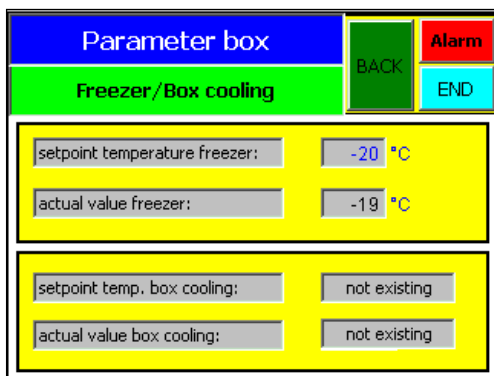 Parameter box
BACK
Alarm
Freezer/Box cooling
END
setpoint temperature freezer: -20 °C
actual value freezer: -19 °C
setpoint temp. box cooling: not existing
actual value box cooling: not existing